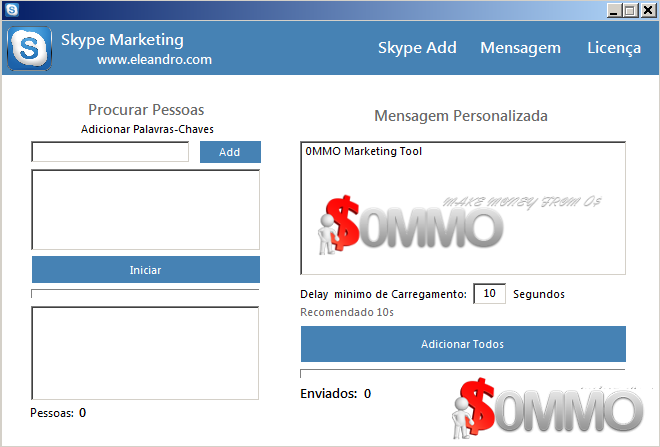 Skype Marketing
www.eleandro.com
Skype Add
Mensagem
Licença
Procurar Pessoas
Adicionar Palavras-Chaves
Add
Iniciar
Pessoas: 0
Mensagem Personalizada
0MMO Marketing Tool
MAKE MONEY FROM 0$
$0MMO
Delay minimo de Carregamento: 10 Segundos
Recomendado 10s
Adicionar Todos
Enviados: 0
$0MMO